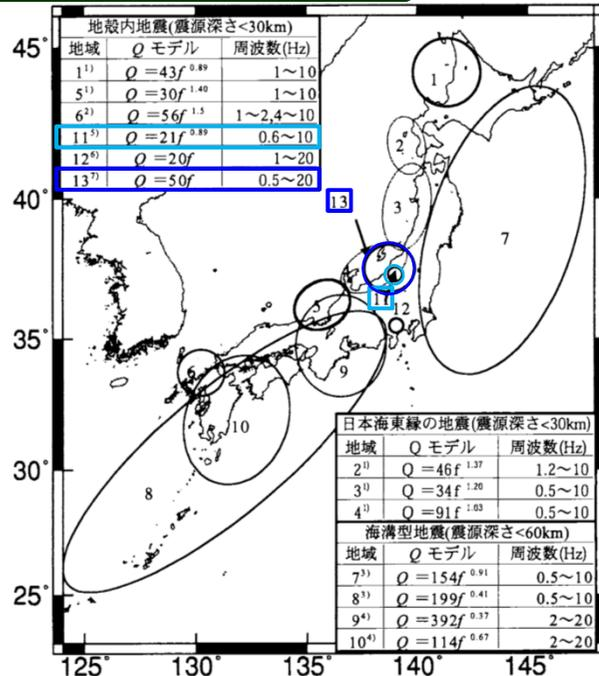 地殻内地震(震源深さ<30km)
地域 Q モデル 周波数(Hz)
1¹⁾ Q =43f ⁰·⁸⁹ 1〜10
5¹⁾ Q =30f ¹·⁴⁰ 1〜10
6²⁾ Q =56f ¹·⁵ 1〜2,4〜10
11⁵⁾ Q =21f ⁰·⁸⁹ 0.6〜10
12⁶⁾ Q =20f 1〜20
13⁷⁾ Q =50f 0.5〜20
45°
40°
35°
30°
25°
1
2
3
13
7
11
12
5
6
9
10
8
日本海東縁の地震(震源深さ<30km)
地域 Q モデル 周波数(Hz)
2¹⁾ Q =46f ¹·³⁷ 1.2〜10
3¹⁾ Q =34f ¹·²⁰ 0.5〜10
4¹⁾ Q =91f ¹·⁰³ 0.5〜10
海溝型地震(震源深さ<60km)
地域 Q モデル 周波数(Hz)
7³⁾ Q =154f ⁰·⁹¹ 0.5〜10
8³⁾ Q =199f ⁰·⁴¹ 0.5〜10
9⁴⁾ Q =392f ⁰·³⁷ 2〜20
10⁴⁾ Q =114f ⁰·⁶⁷ 2〜20
125° 130° 135° 140° 145°